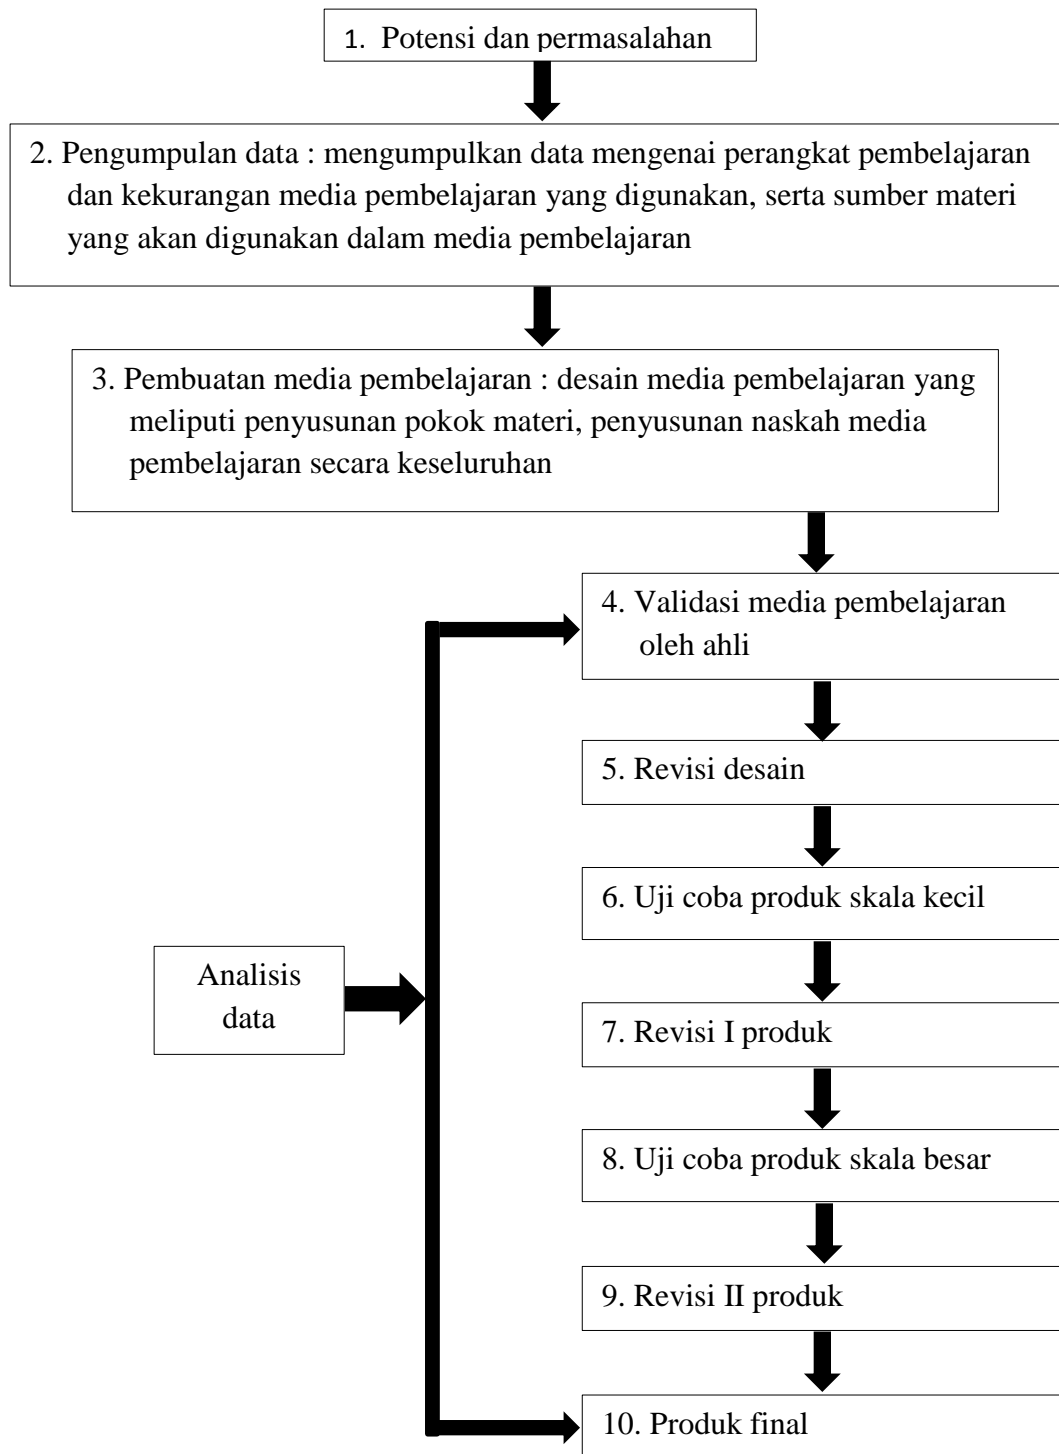 1. Potensi dan permasalahan
2. Pengumpulan data : mengumpulkan data mengenai perangkat pembelajaran
dan kekurangan media pembelajaran yang digunakan, serta sumber materi
yang akan digunakan dalam media pembelajaran
3. Pembuatan media pembelajaran : desain media pembelajaran yang
meliputi penyusunan pokok materi, penyusunan naskah media
pembelajaran secara keseluruhan
4. Validasi media pembelajaran
oleh ahli
5. Revisi desain
6. Uji coba produk skala kecil
Analisis
data
7. Revisi I produk
8. Uji coba produk skala besar
9. Revisi II produk
10. Produk final